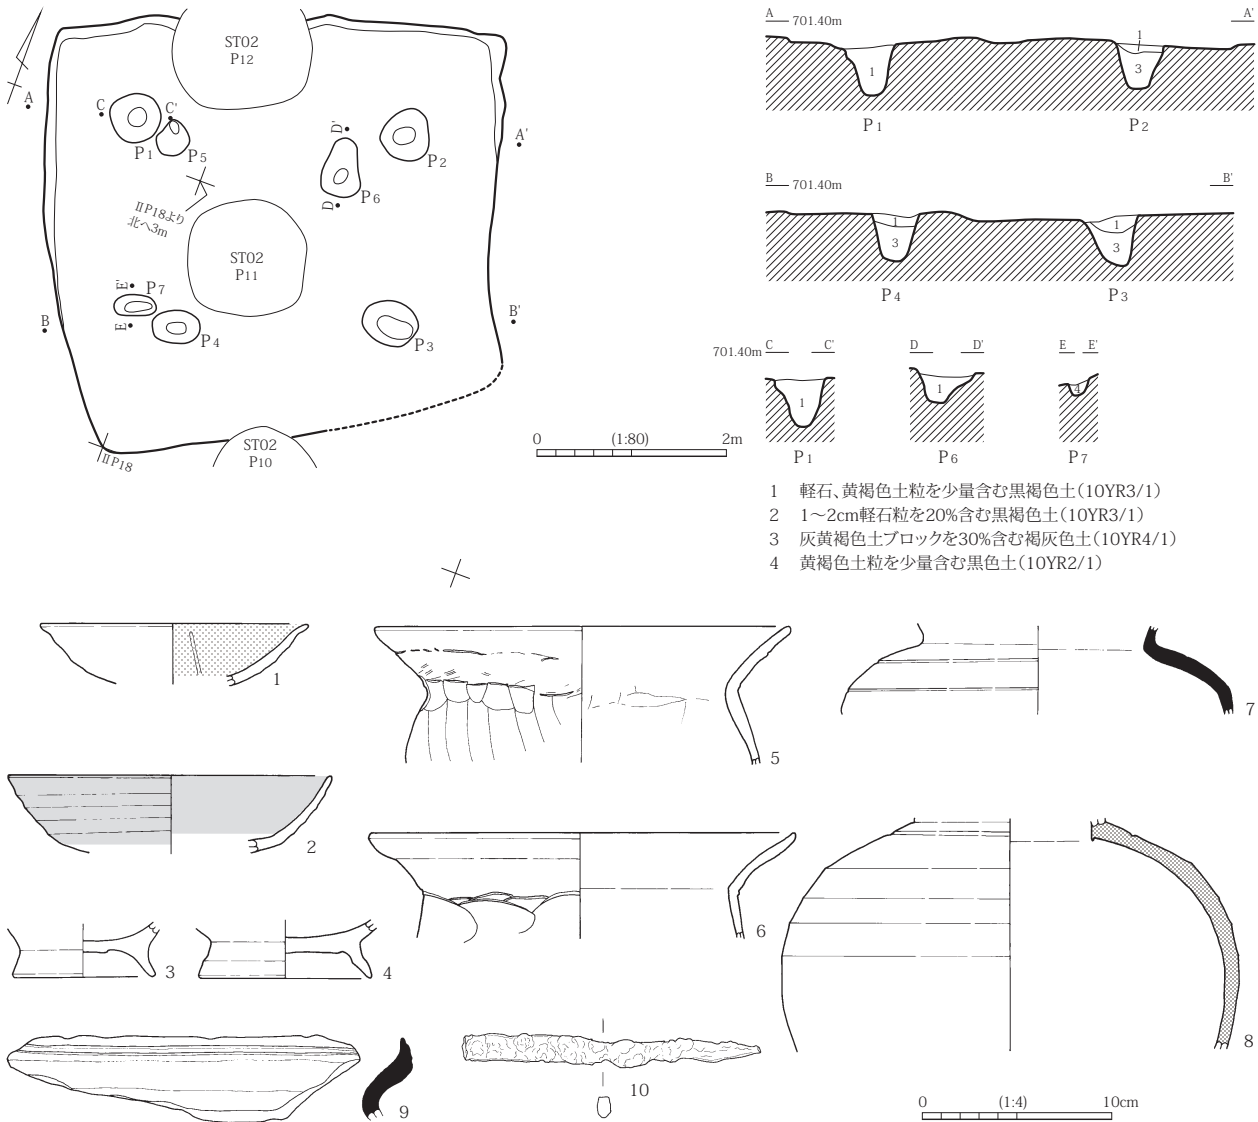 ST02
P12
A
C
C'
P1
P5
D'
D
P6
P2
A'
ⅡP18より
北へ3m
ST02
P11
E'
E
P7
B
P4
P3
B'
ⅡP18
ST02
P10
0 (1:80) 2m
A 701.40m A'
1 1 3
P1 P2
B 701.40m B'
1 3 1 3
P4 P3
701.40m C C' D D' E E'
1 1 4
P1 P6 P7
1 軽石、黄褐色土粒を少量含む黒褐色土(10YR3/1)
2 1~2cm軽石粒を20%含む黒褐色土(10YR3/1)
3 灰黄褐色土ブロックを30%含む褐灰色土(10YR4/1)
4 黄褐色土粒を少量含む黒色土(10YR2/1)
1
5
7
2
6
3
4
8
9
10
0 (1:4) 10cm